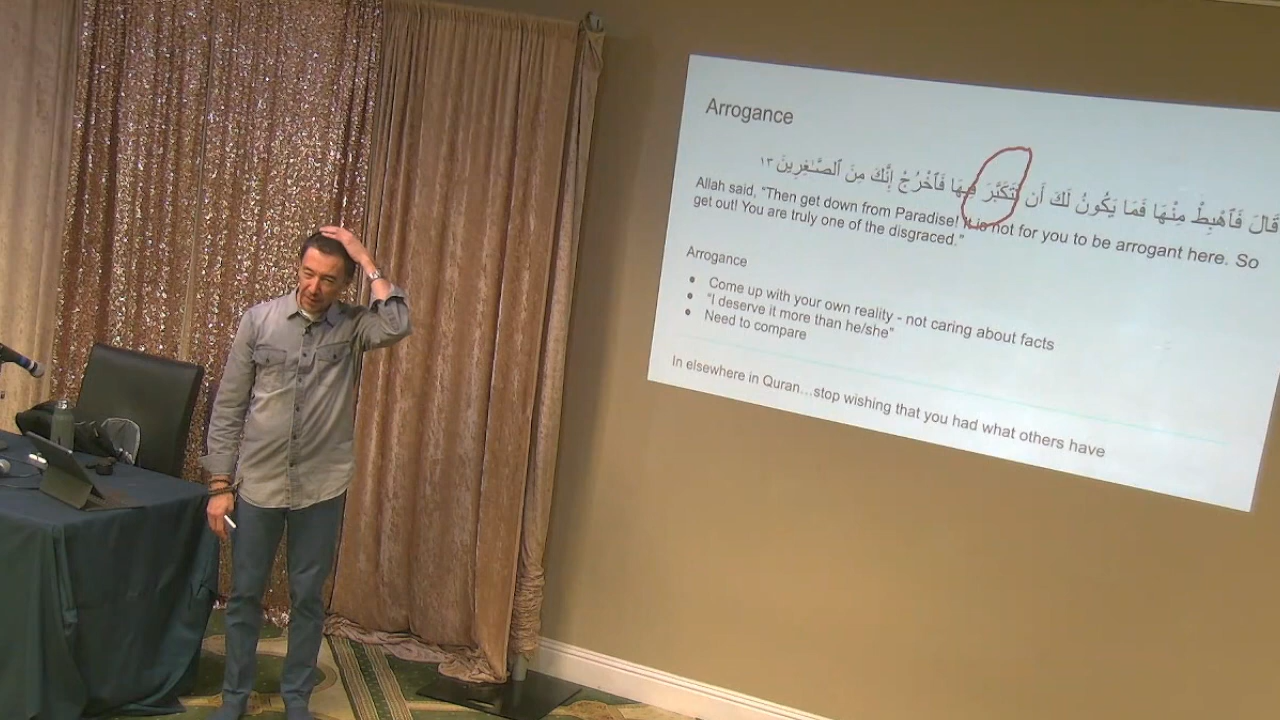 Arrogance
قَالَ فَٱهْبِطْ مِنْهَا فَمَا يَكُونُ لَكَ أَن تَتَكَبَّرَ فِيهَا فَٱخْرُجْ إِنَّكَ مِنَ ٱلصَّـٰغِرِينَ ١٣
Allah said, “Then get down from Paradise! It is not for you to be arrogant here. So
get out! You are truly one of the disgraced.”
Arrogance
● Come up with your own reality - not caring about facts
● “I deserve it more than he/she”
● Need to compare
In elsewhere in Quran…stop wishing that you had what others have